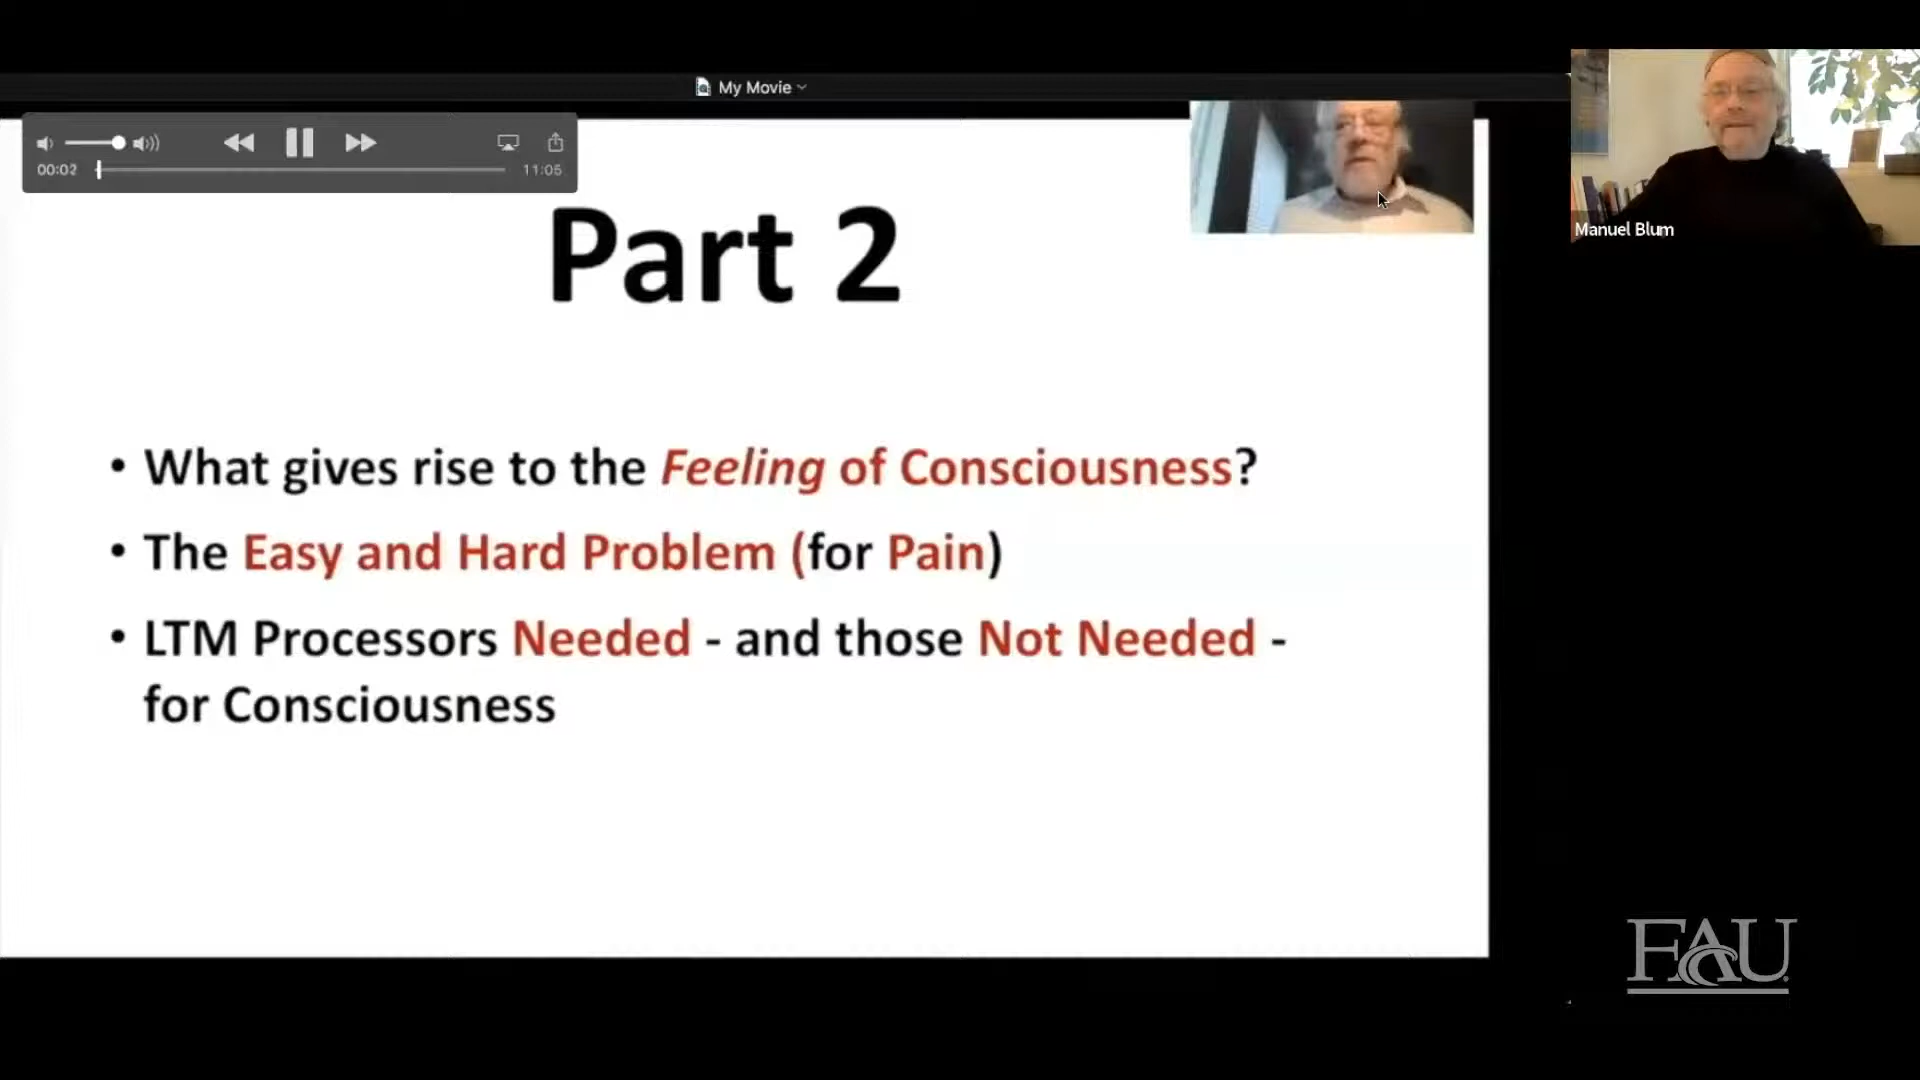 My Movie
00:02
11:05
Manuel Blum
Part 2
• What gives rise to the Feeling of Consciousness?
• The Easy and Hard Problem (for Pain)
• LTM Processors Needed - and those Not Needed -
for Consciousness
FAU